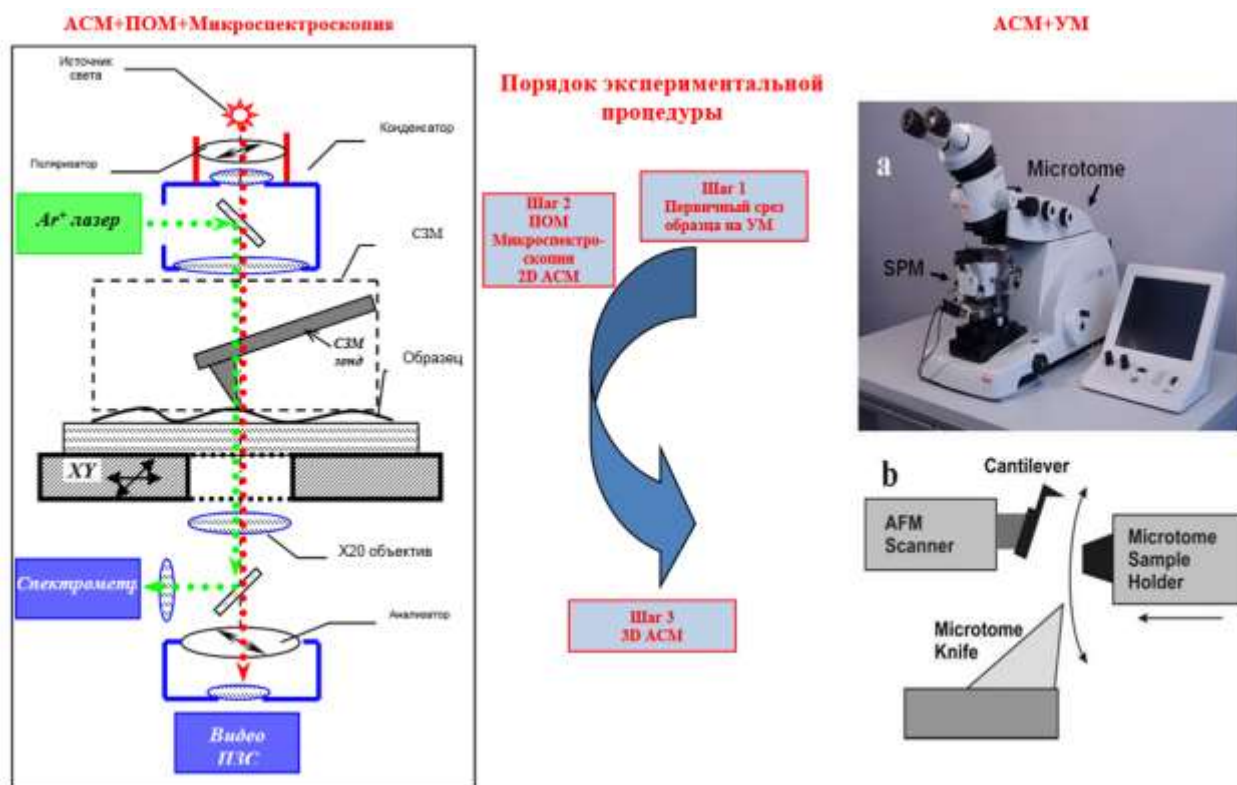 АСМ+ПОМ+Микроспектроскопия
Источник
света
Конденсатор
Поляризатор
Ar⁺ лазер
СЗМ
СЗМ
зонд
Образец
XY
X20 объектив
Спектрометр
Анализатор
Видео
ПЗС
Порядок экспериментальной
процедуры
Шаг 1
Первичный срез
образца на УМ
Шаг 2
ПОМ
Микроспектро-
скопии
2D АСМ
Шаг 3
3D АСМ
АСМ+УМ
a
Microtome
SPM
b
Cantilever
AFM
Scanner
Microtome
Sample
Holder
Microtome
Knife